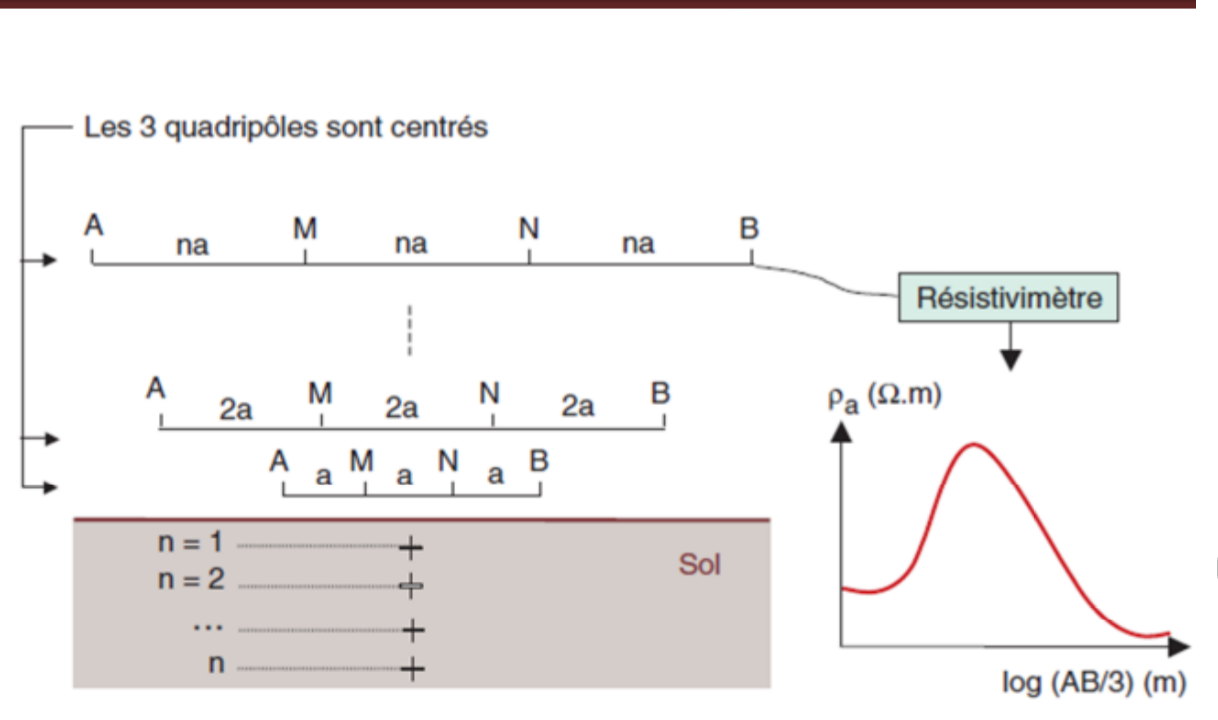 Les 3 quadripôles sont centrés
A M N B
na na na
Résistivimètre
A M N B
2a 2a 2a
A M N B
a a a
ρa (Ω.m)
n = 1
Sol
n = 2
...
n
log (AB/3) (m)